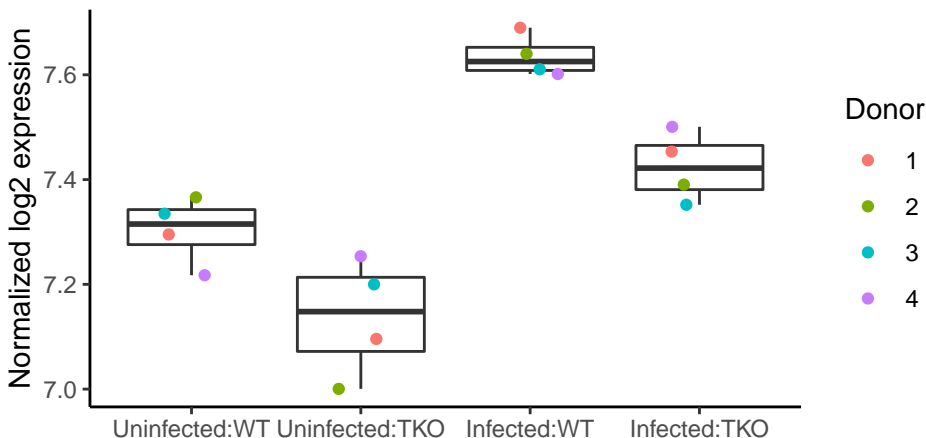 Normalized log2 expression
7.6
7.4
7.2
7.0
Uninfected:WT
Uninfected:TKO
Infected:WT
Infected:TKO
Donor
1
2
3
4